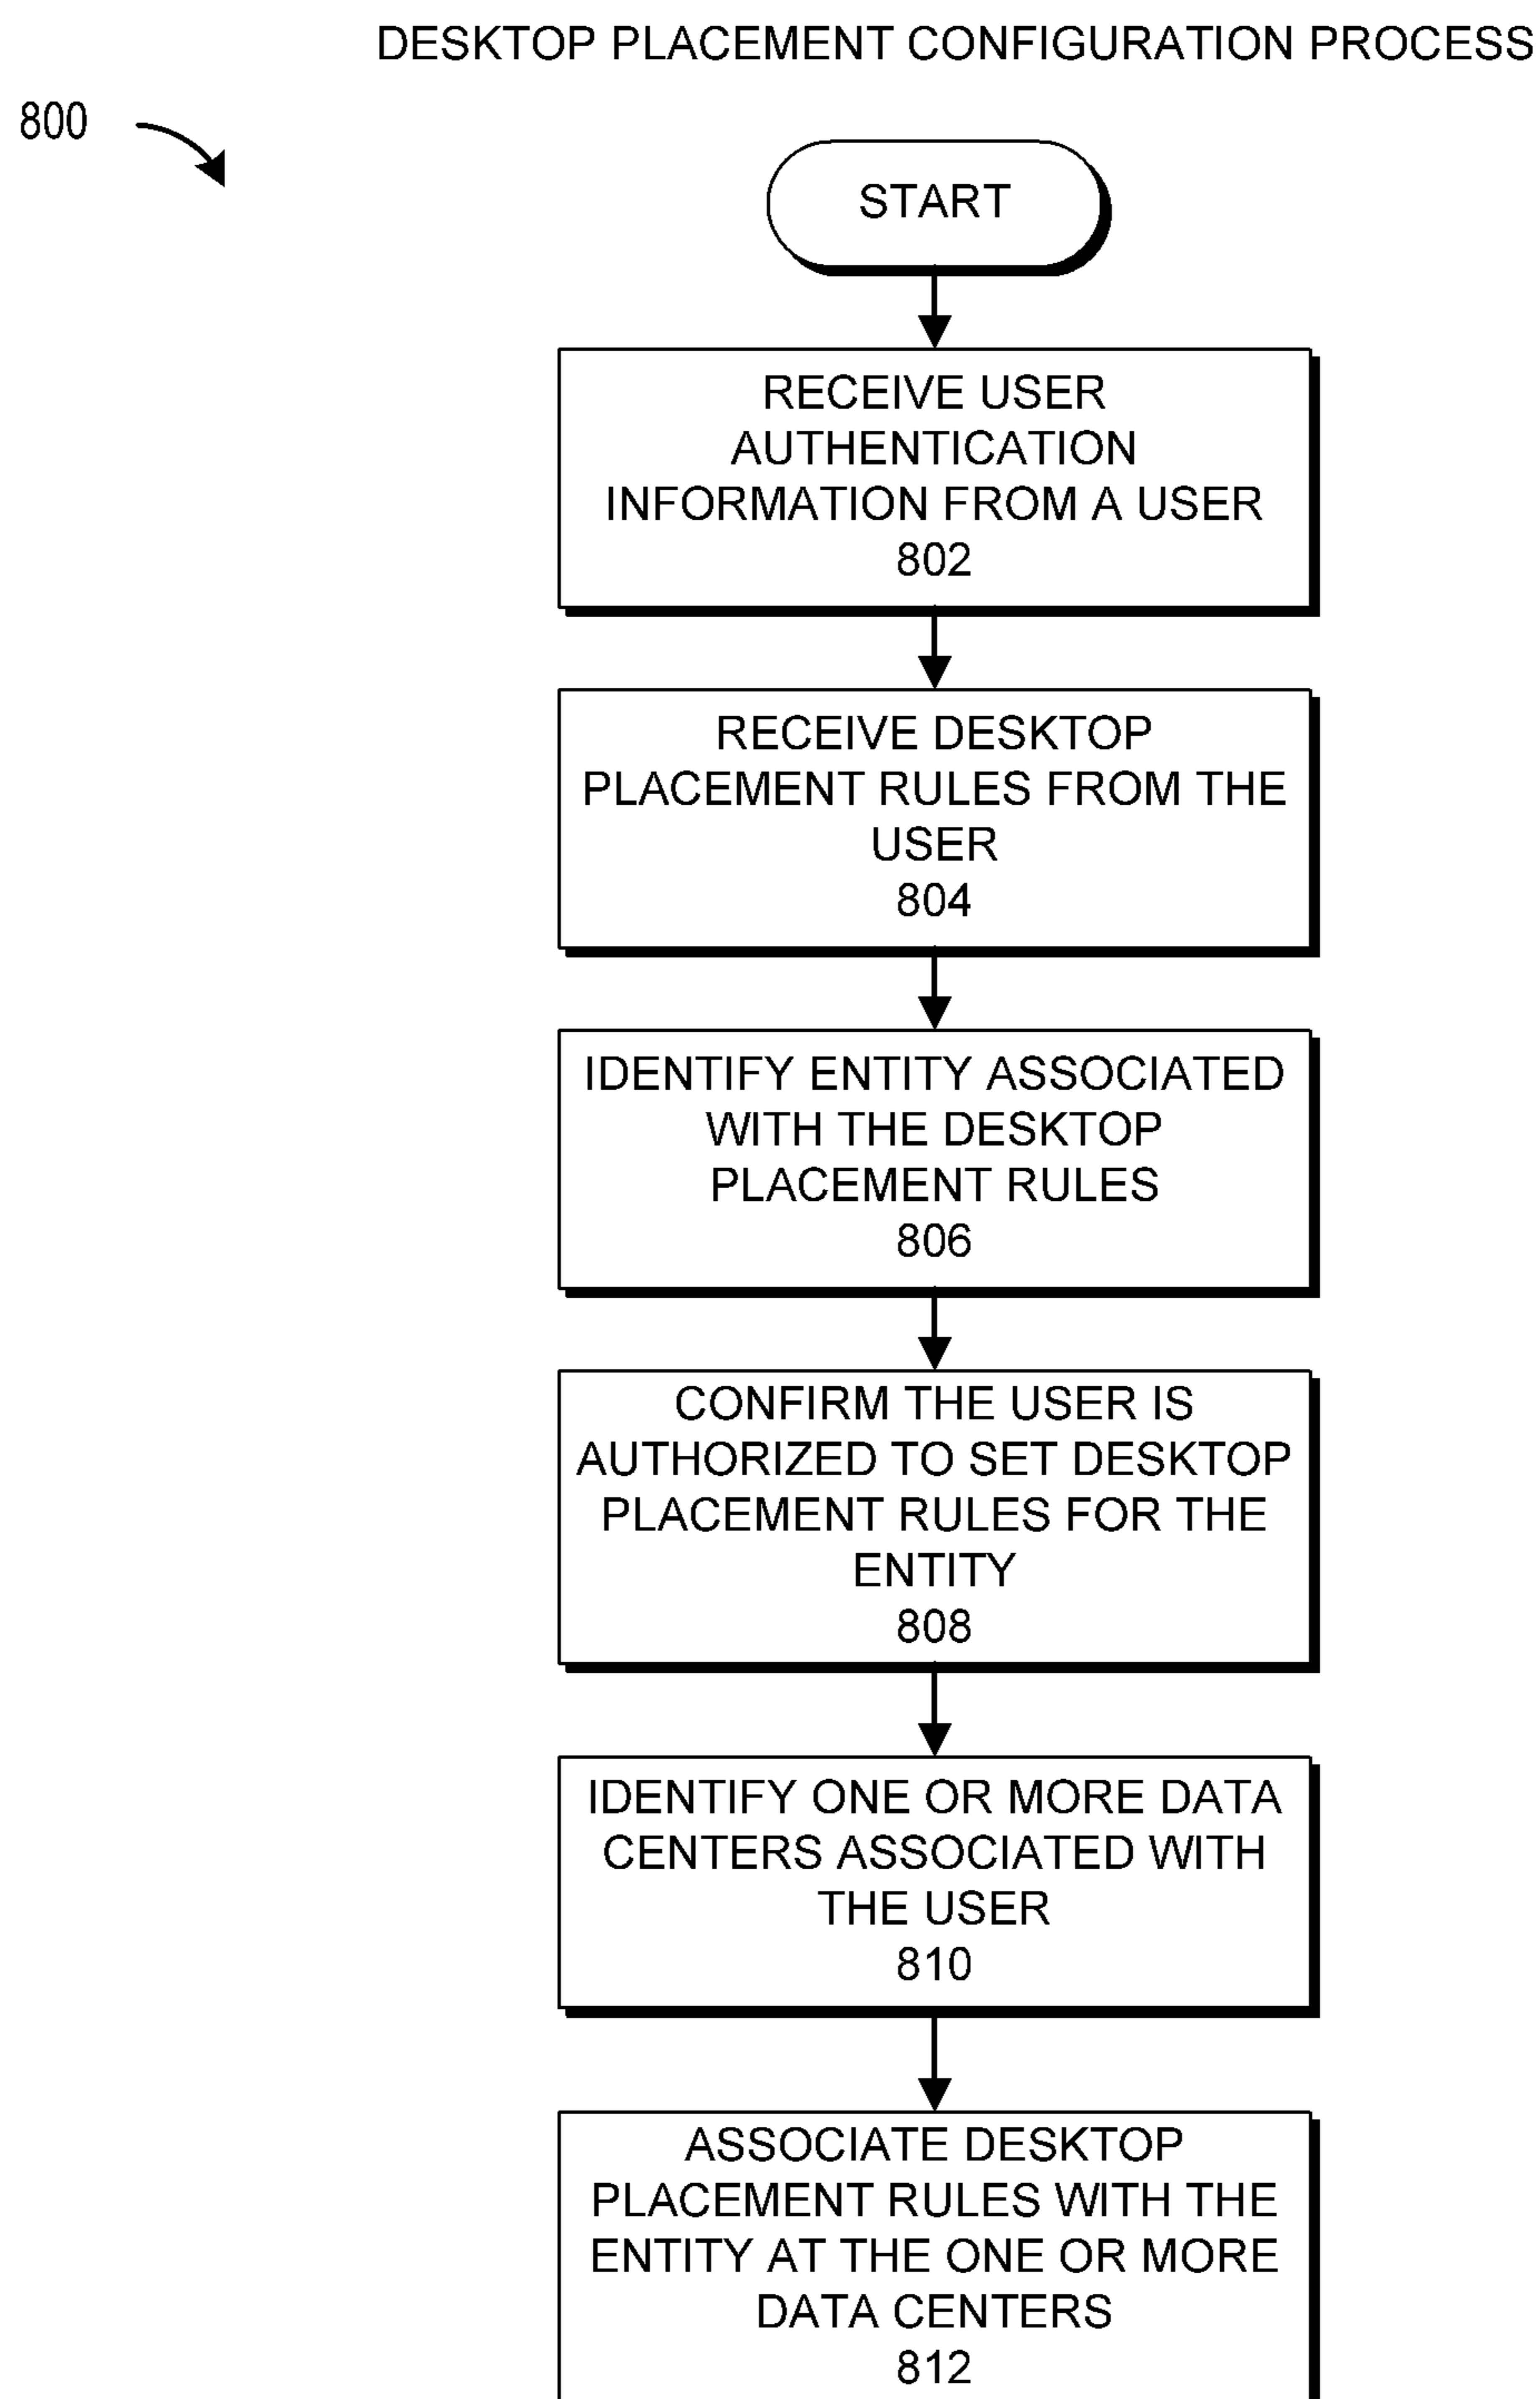 DESKTOP PLACEMENT CONFIGURATION PROCESS
800
START
RECEIVE USER
AUTHENTICATION
INFORMATION FROM A USER
802
RECEIVE DESKTOP
PLACEMENT RULES FROM THE
USER
804
IDENTIFY ENTITY ASSOCIATED
WITH THE DESKTOP
PLACEMENT RULES
806
CONFIRM THE USER IS
AUTHORIZED TO SET DESKTOP
PLACEMENT RULES FOR THE
ENTITY
808
IDENTIFY ONE OR MORE DATA
CENTERS ASSOCIATED WITH
THE USER
810
ASSOCIATE DESKTOP
PLACEMENT RULES WITH THE
ENTITY AT THE ONE OR MORE
DATA CENTERS
812